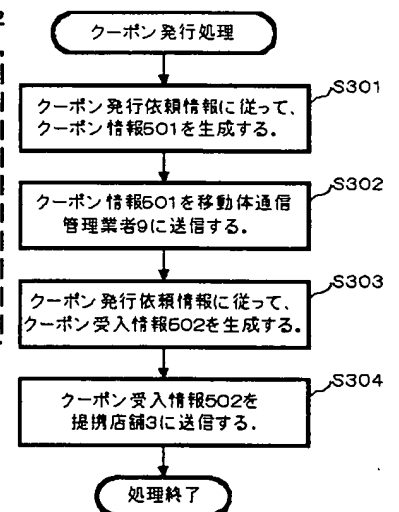 クーポン発行処理
S301
クーポン発行依頼情報に従って、
クーポン情報501を生成する。
S302
クーポン情報501を移動体通信
管理業者9に送信する。
S303
クーポン発行依頼情報に従って、
クーポン受入情報502を生成する。
S304
クーポン受入情報502を
提携店舗3に送信する。
処理終了